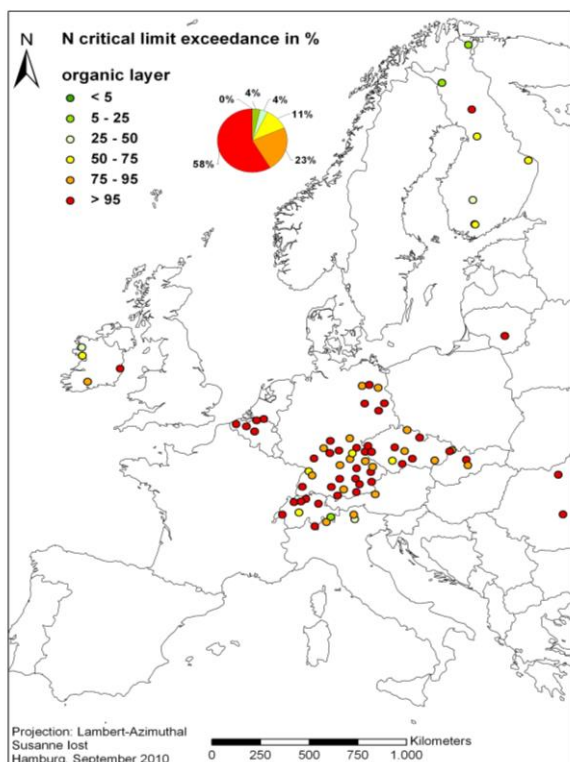 N critical limit exceedance in %
N
organic layer
< 5
5 - 25
25 - 50
50 - 75
75 - 95
> 95
0%
4%
4%
11%
23%
58%
Projection: Lambert-Azimuthal
Susanne Iost
Hamburg, September 2010
Kilometers
0 250 500 750 1.000